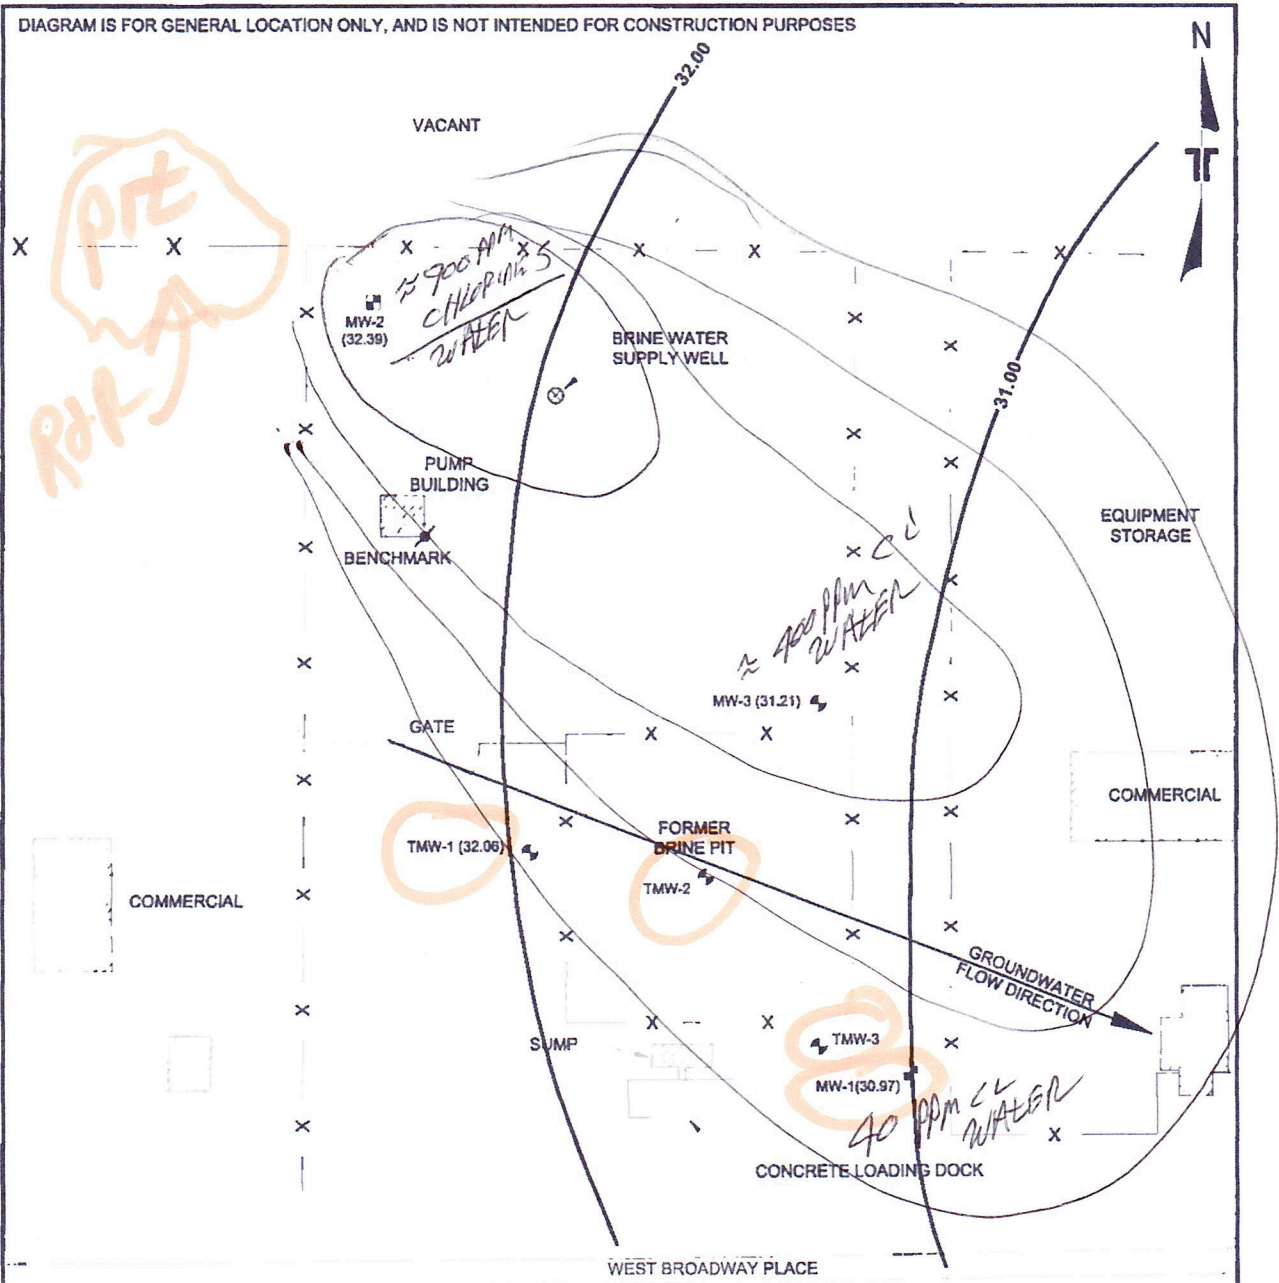 DIAGRAM IS FOR GENERAL LOCATION ONLY, AND IS NOT INTENDED FOR CONSTRUCTION PURPOSES
N
32.00
VACANT
pit
≈ 900 PPM
CHLORIDES
WATER
MW-2
(32.39)
BRINE WATER
SUPPLY WELL
31.00
PUMP
BUILDING
BENCHMARK
EQUIPMENT
STORAGE
≈ 400 PPM CL
WATER
MW-3 (31.21)
GATE
COMMERCIAL
FORMER
BRINE PIT
TMW-1 (32.06)
TMW-2
COMMERCIAL
GROUNDWATER
FLOW DIRECTION
SUMP
TMW-3
MW-1(30.97)
40 PPM CL
WATER
CONCRETE LOADING DOCK
WEST BROADWAY PLACE